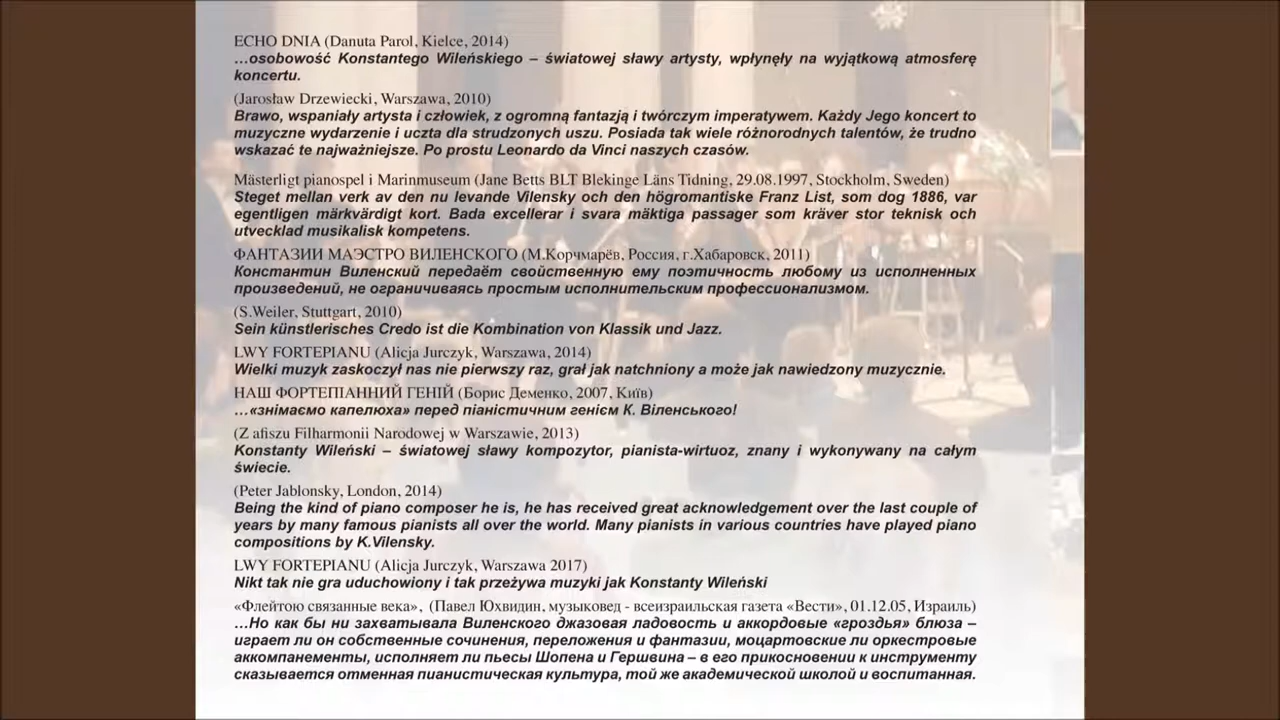 ECHO DNIA (Danuta Parol, Kielce, 2014)
…osobowość Konstantego Wileńskiego – światowej sławy artysty, wpłynęły na wyjątkową atmosferę
koncertu.
(Jarosław Drzewiecki, Warszawa, 2010)
Brawo, wspaniały artysta i człowiek, z ogromną fantazją i twórczym imperatywem. Każdy Jego koncert to
muzyczne wydarzenie i uczta dla strudzonych uszu. Posiada tak wiele różnorodnych talentów, że trudno
wskazać te najważniejsze. Po prostu Leonardo da Vinci naszych czasów.
Mästerligt pianospel i Marinmuseum (Jane Betts BLT Blekinge Läns Tidning, 29.08.1997, Stockholm, Sweden)
Steget mellan verk av den nu levande Vilensky och den högromantiske Franz List, som dog 1886, var
egentligen märkvärdigt kort. Bada excellerar i svara mäktiga passager som kräver stor teknisk och
utvecklad musikalisk kompetens.
ФАНТАЗИИ МАЭСТРО ВИЛЕНСКОГО (М.Корчмарёв, Россия, г.Хабаровск, 2011)
Константин Виленский передаёт свойственную ему поэтичность любому из исполненных
произведений, не ограничиваясь простым исполнительским профессионализмом.
(S.Weiler, Stuttgart, 2010)
Sein künstlerisches Credo ist die Kombination von Klassik und Jazz.
LWY FORTEPIANU (Alicja Jurczyk, Warszawa, 2014)
Wielki muzyk zaskoczył nas nie pierwszy raz, grał jak natchniony a może jak nawiedzony muzycznie.
НАШ ФОРТЕПІАННИЙ ГЕНІЙ (Борис Деменко, 2007, Київ)
…«знімаємо капелюха» перед піаністичним генієм К. Віленського!
(Z afiszu Filharmonii Narodowej w Warszawie, 2013)
Konstanty Wileński – światowej sławy kompozytor, pianista-wirtuoz, znany i wykonywany na całym
świecie.
(Peter Jablonsky, London, 2014)
Being the kind of piano composer he is, he has received great acknowledgement over the last couple of
years by many famous pianists all over the world. Many pianists in various countries have played piano
compositions by K.Vilensky.
LWY FORTEPIANU (Alicja Jurczyk, Warszawa 2017)
Nikt tak nie gra uduchowiony i tak przeżywa muzyki jak Konstanty Wileński
«Флейтою связанные века», (Павел Юхвидин, музыковед - всеизраильская газета «Вести», 01.12.05, Израиль)
…Но как бы ни захватывала Виленского джазовая ладовость и аккордовые «гроздья» блюза –
играет ли он собственные сочинения, переложения и фантазии, моцартовские ли оркестровые
аккомпанементы, исполняет ли пьесы Шопена и Гершвина – в его прикосновении к инструменту
сказывается отменная пианистическая культура, той же академической школой и воспитанная.